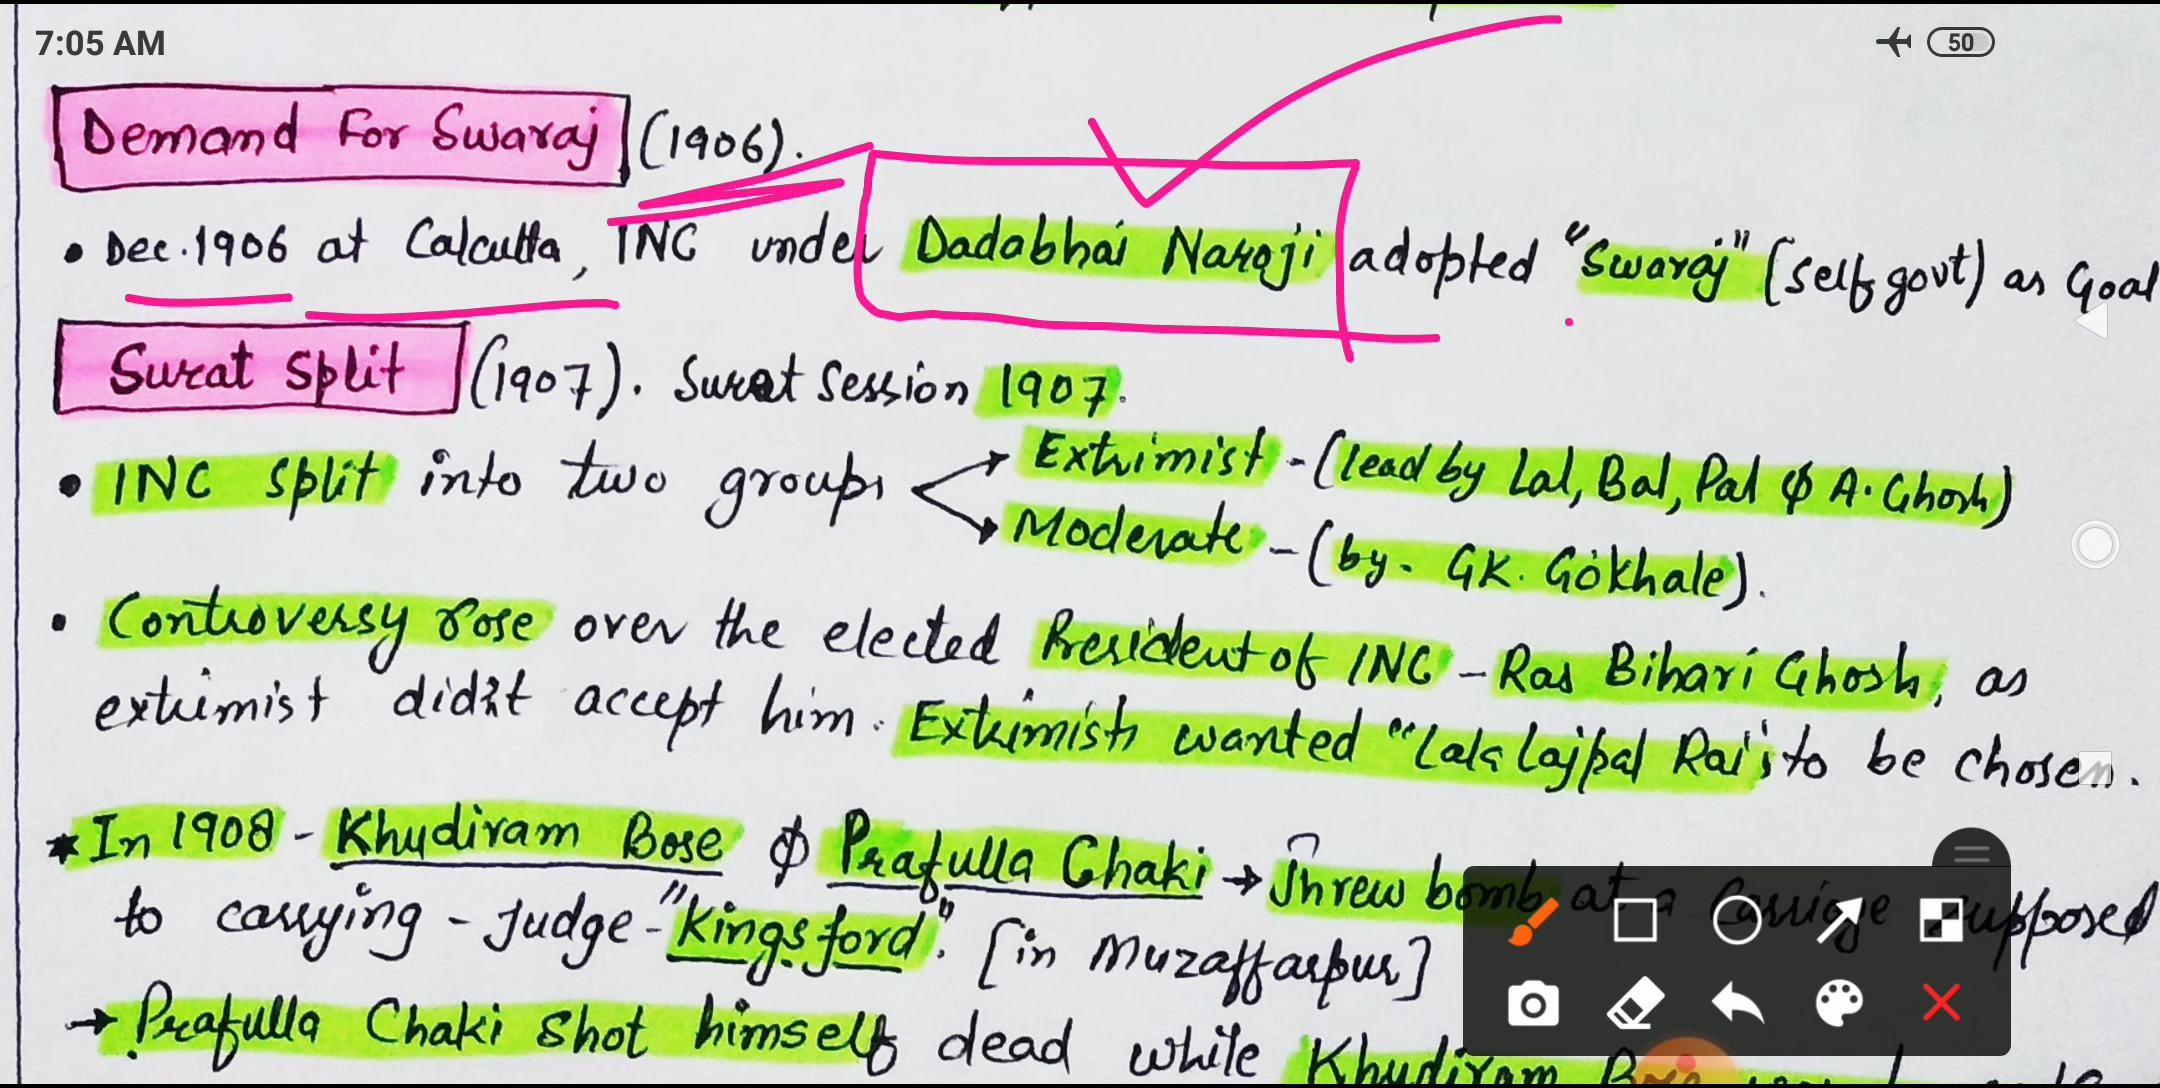 7:05 AM
50
Demand For Swaraj (1906).
• Dec.1906 at Calcutta, INC under Dadabhai Naroji adopted "Swaraj" (self govt) as Goal
Surat Split (1907). Surat Session 1907.
• INC split into two groups
Extrimist - (lead by Lal, Bal, Pal & A. Ghosh)
Moderate - (by. GK. Gokhale).
• Controversy rose over the elected President of INC - Ras Bihari Ghosh, as
extrimist didn't accept him. Extrimists wanted "Lala Lajpal Rai" to be chosen.
* In 1908 - Khudiram Bose & Prafulla Chaki → Threw bomb at a carriage supposed
to carrying - Judge - "Kingsford". [in Muzaffarpur]
→ Prafulla Chaki shot himself dead while Khudiram Bose